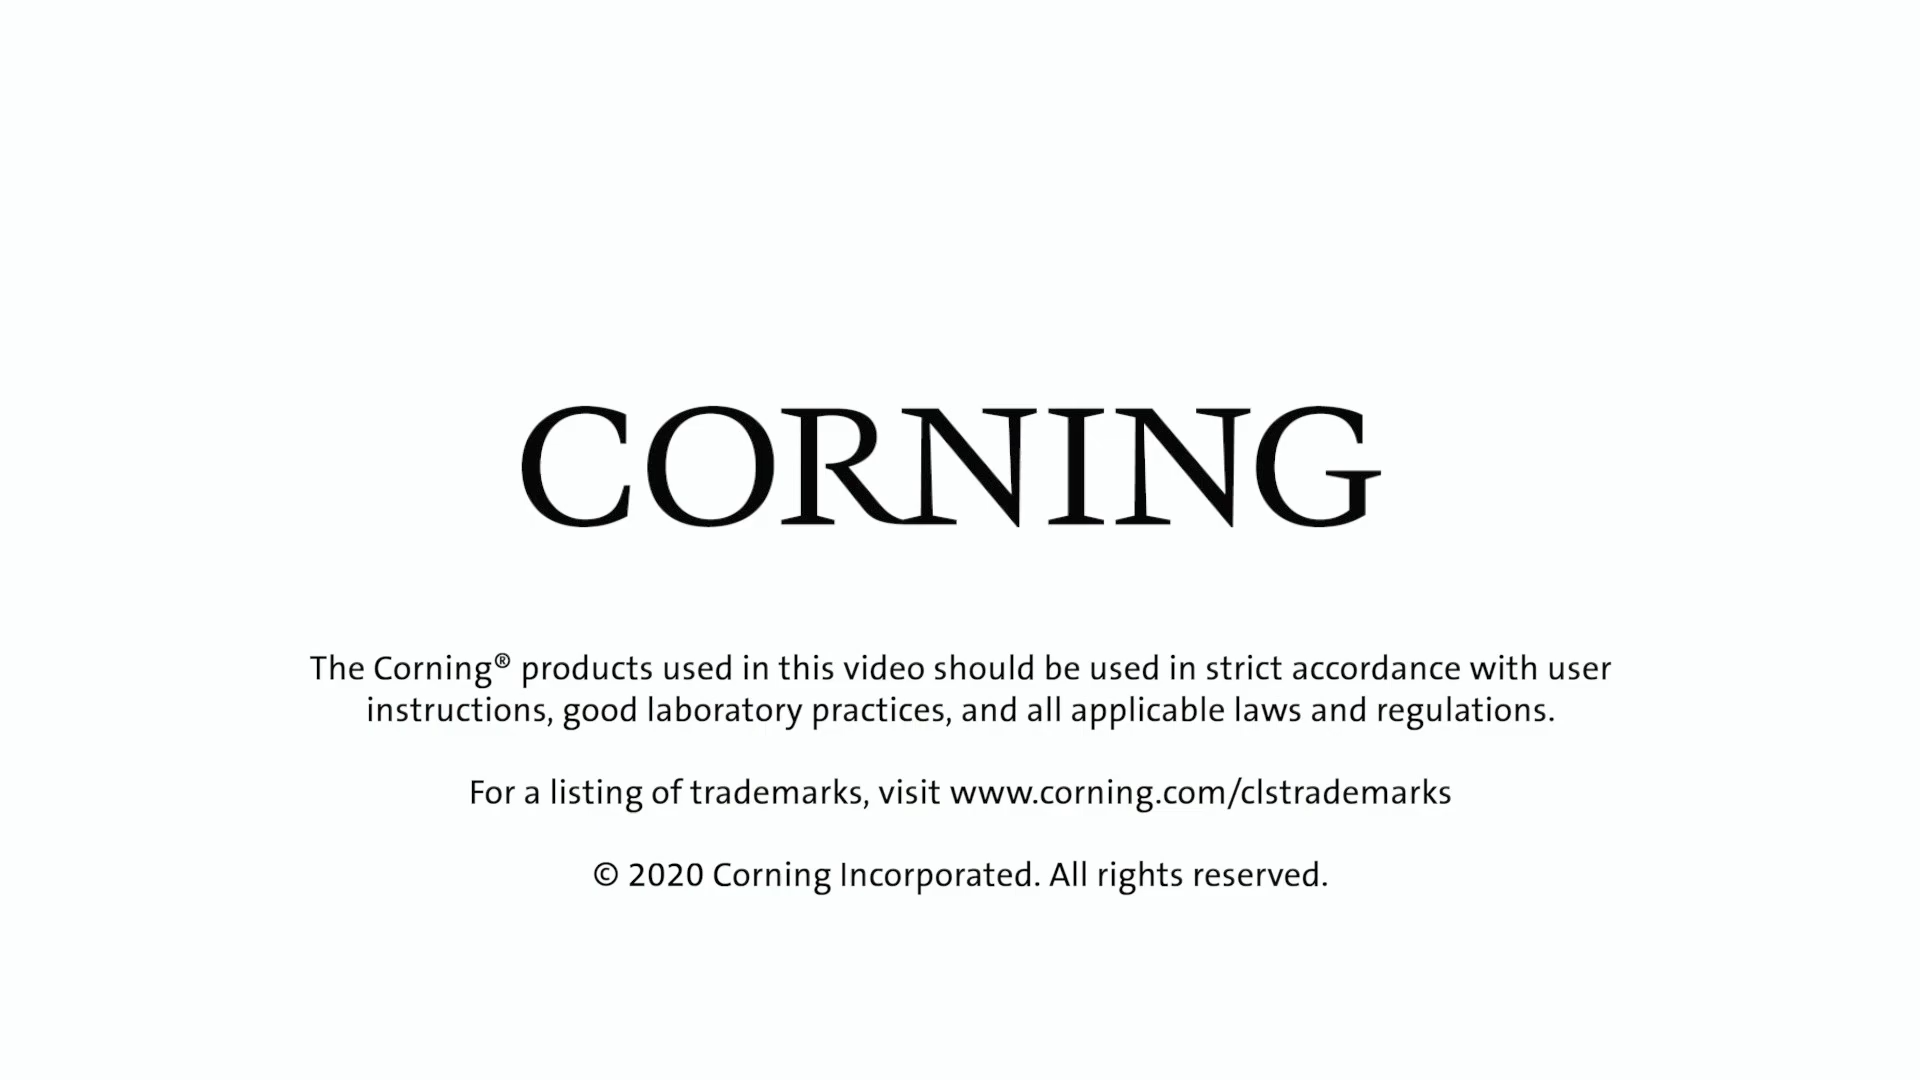 CORNING
The Corning® products used in this video should be used in strict accordance with user
instructions, good laboratory practices, and all applicable laws and regulations.
For a listing of trademarks, visit www.corning.com/clstrademarks
© 2020 Corning Incorporated. All rights reserved.